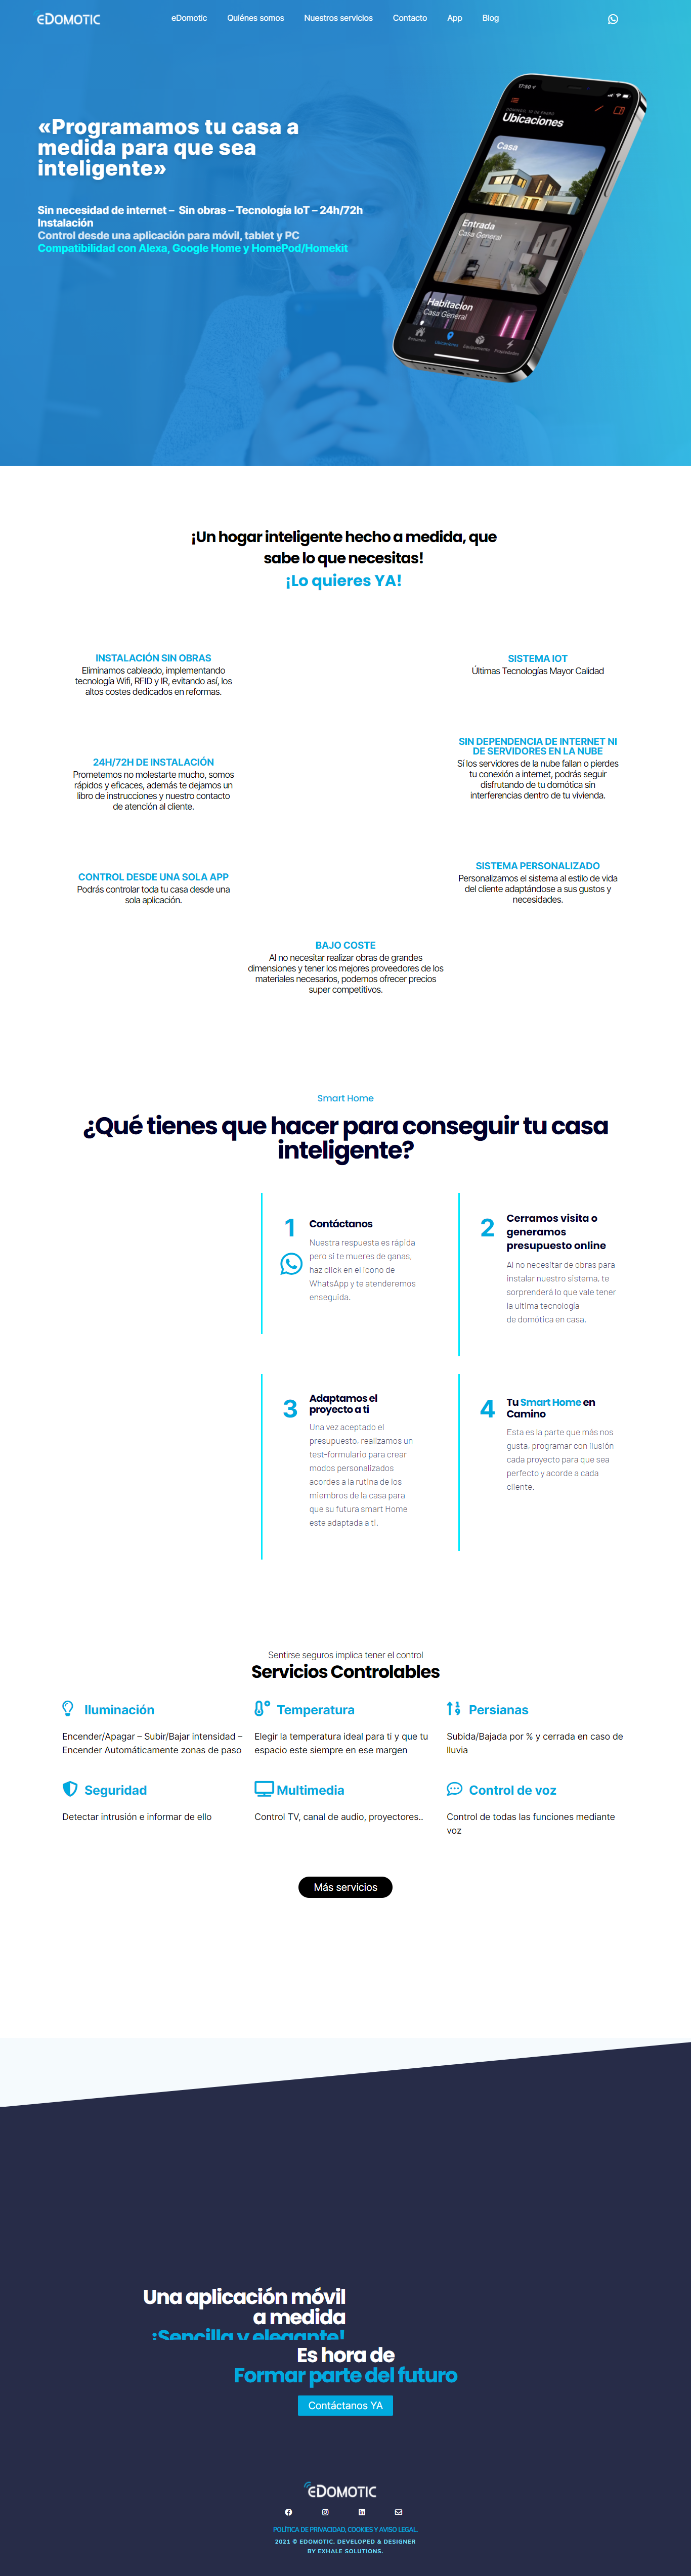 eDOMOTIC
eDomotic
Quiénes somos
Nuestros servicios
Contacto
App
Blog
«Programamos tu casa a
medida para que sea
inteligente»
Sin necesidad de internet – Sin obras – Tecnología IoT – 24h/72h
Instalación
Control desde una aplicación para móvil, tablet y PC
Compatibilidad con Alexa, Google Home y HomePod/Homekit
17:50
Ubicaciones
Casa
Entrada
Casa General
Habitacion
Casa General
Resumen
Ubicaciones
Equipamiento
Propiedades
¡Un hogar inteligente hecho a medida, que
sabe lo que necesitas!
¡Lo quieres YA!
INSTALACIÓN SIN OBRAS
Eliminamos cableado, implementando
tecnología Wifi, RFID y IR, evitando así, los
altos costes dedicados en reformas.
24H/72H DE INSTALACIÓN
Prometemos no molestarte mucho, somos
rápidos y eficaces, además te dejamos un
libro de instrucciones y nuestro contacto
de atención al cliente.
CONTROL DESDE UNA SOLA APP
Podrás controlar toda tu casa desde una
sola aplicación.
SISTEMA IOT
Últimas Tecnologías Mayor Calidad
SIN DEPENDENCIA DE INTERNET NI
DE SERVIDORES EN LA NUBE
Sí los servidores de la nube fallan o pierdes
tu conexión a internet, podrás seguir
disfrutando de tu domótica sin
interferencias dentro de tu vivienda.
SISTEMA PERSONALIZADO
Personalizamos el sistema al estilo de vida
del cliente adaptándose a sus gustos y
necesidades.
BAJO COSTE
Al no necesitar realizar obras de grandes
dimensiones y tener los mejores proveedores de los
materiales necesarios, podemos ofrecer precios
super competitivos.
Smart Home
¿Qué tienes que hacer para conseguir tu casa
inteligente?
1
Contáctanos
Nuestra respuesta es rápida
pero si te mueres de ganas,
haz click en el icono de
WhatsApp y te atenderemos
enseguida.
2
Cerramos visita o
generamos
presupuesto online
Al no necesitar de obras para
instalar nuestro sistema, te
sorprenderá lo que vale tener
la ultima tecnología
de domótica en casa.
3
Adaptamos el
proyecto a ti
Una vez aceptado el
presupuesto, realizamos un
test-formulario para crear
modos personalizados
acordes a la rutina de los
miembros de la casa para
que su futura smart Home
este adaptada a ti.
4
Tu Smart Home en
Camino
Esta es la parte que más nos
gusta, programar con ilusión
cada proyecto para que sea
perfecto y acorde a cada
cliente.
Sentirse seguros implica tener el control
Servicios Controlables
Iluminación
Encender/Apagar – Subir/Bajar intensidad –
Encender Automáticamente zonas de paso
Temperatura
Elegir la temperatura ideal para ti y que tu
espacio este siempre en ese margen
Persianas
Subida/Bajada por % y cerrada en caso de
lluvia
Seguridad
Detectar intrusión e informar de ello
Multimedia
Control TV, canal de audio, proyectores..
Control de voz
Control de todas las funciones mediante
voz
Más servicios
Una aplicación móvil
a medida
¡Sencilla y elegante!
Es hora de
Formar parte del futuro
Contáctanos YA
eDOMOTIC
POLÍTICA DE PRIVACIDAD, COOKIES Y AVISO LEGAL.
2021 © EDOMOTIC. DEVELOPED & DESIGNER
BY EXHALE SOLUTIONS.